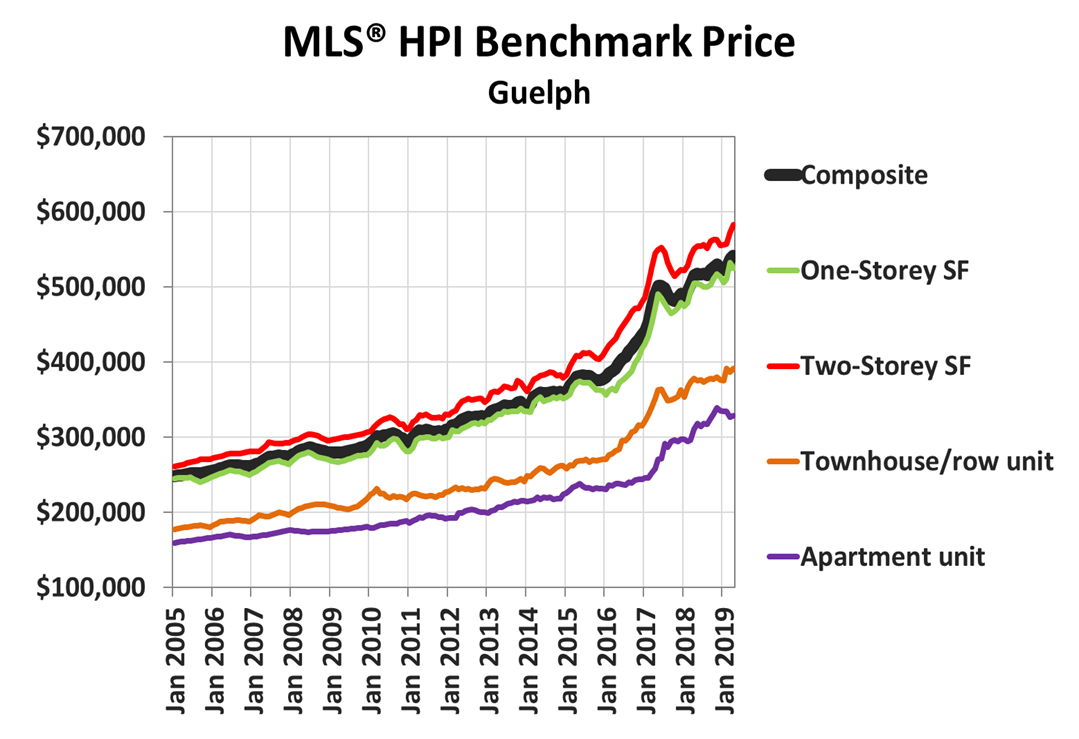 MLS® HPI Benchmark Price
Guelph
$700,000
$600,000
$500,000
$400,000
$300,000
$200,000
$100,000
Jan 2005
Jan 2006
Jan 2007
Jan 2008
Jan 2009
Jan 2010
Jan 2011
Jan 2012
Jan 2013
Jan 2014
Jan 2015
Jan 2016
Jan 2017
Jan 2018
Jan 2019
Composite
One-Storey SF
Two-Storey SF
Townhouse/row unit
Apartment unit